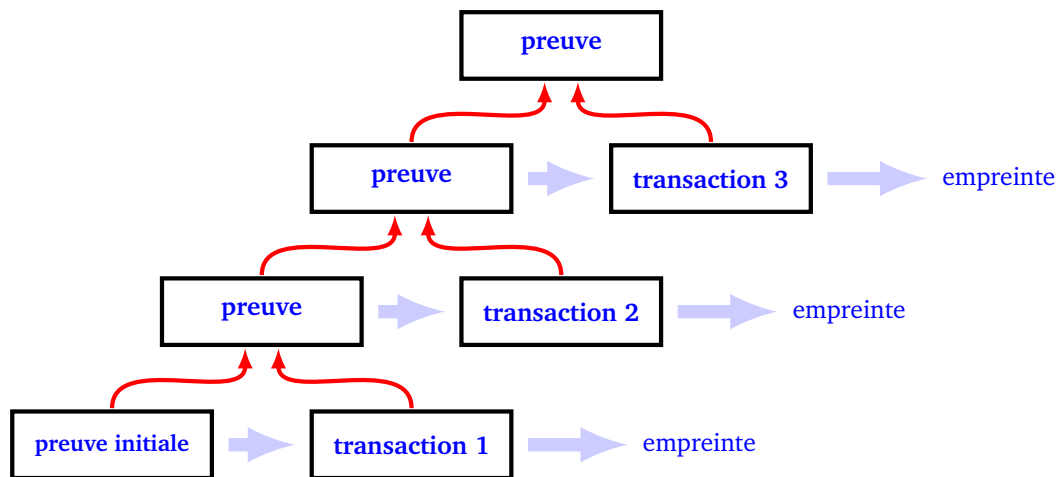 preuve
preuve
transaction 3
empreinte
preuve
transaction 2
empreinte
preuve initiale
transaction 1
empreinte